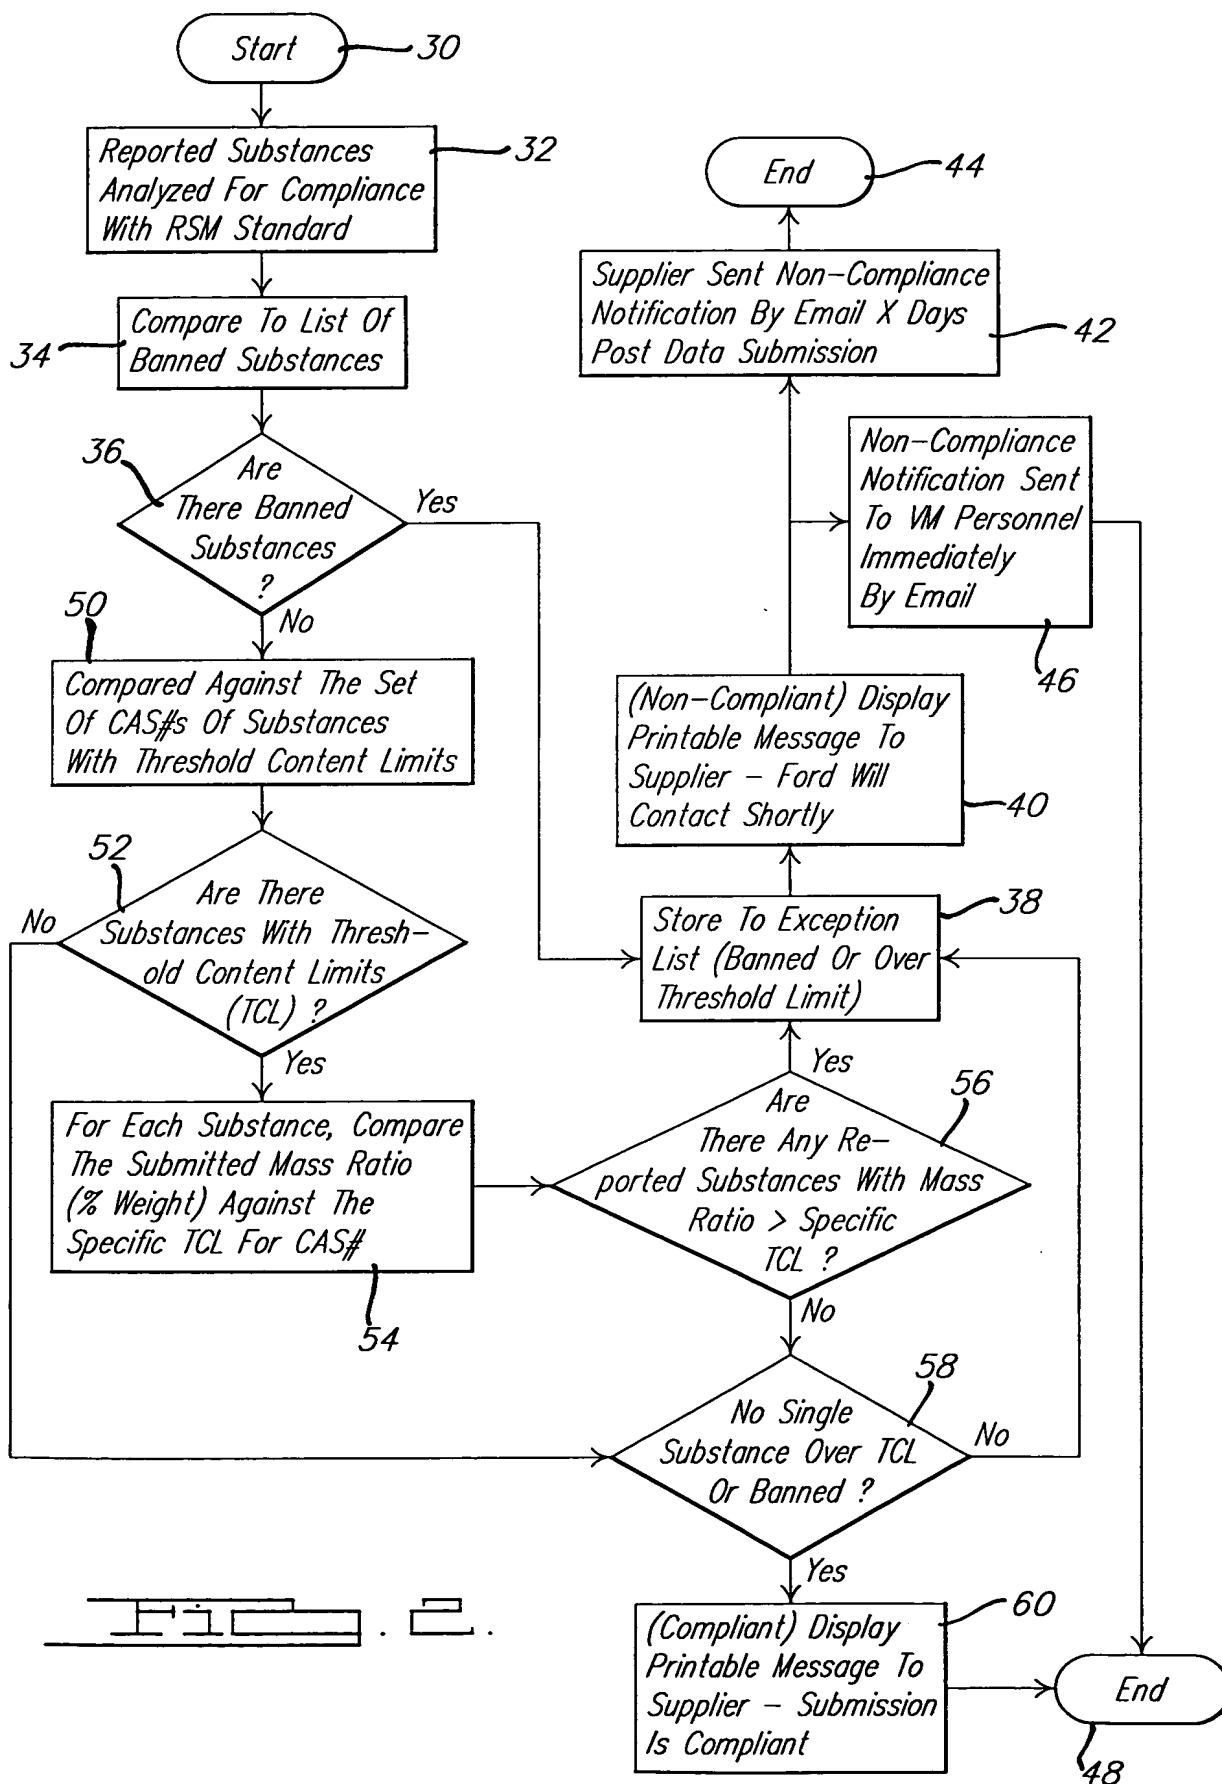 Start
30
Reported Substances
Analyzed For Compliance
With RSM Standard
32
Compare To List Of
Banned Substances
34
36
Are
There Banned
Substances
?
Yes
No
50
Compared Against The Set
Of CAS#s Of Substances
With Threshold Content Limits
52
Are There
Substances With Thresh-
old Content Limits
(TCL) ?
No
Yes
For Each Substance, Compare
The Submitted Mass Ratio
(% Weight) Against The
Specific TCL For CAS#
54
End
44
Supplier Sent Non-Compliance
Notification By Email X Days
Post Data Submission
42
Non-Compliance
Notification Sent
To VM Personnel
Immediately
By Email
46
(Non-Compliant) Display
Printable Message To
Supplier - Ford Will
Contact Shortly
40
Store To Exception
List (Banned Or Over
Threshold Limit)
38
Yes
Are
There Any Re-
ported Substances With Mass
Ratio > Specific
TCL ?
56
No
No Single
Substance Over TCL
Or Banned ?
58
No
Yes
(Compliant) Display
Printable Message To
Supplier - Submission
Is Compliant
60
End
48
Fig. 2.